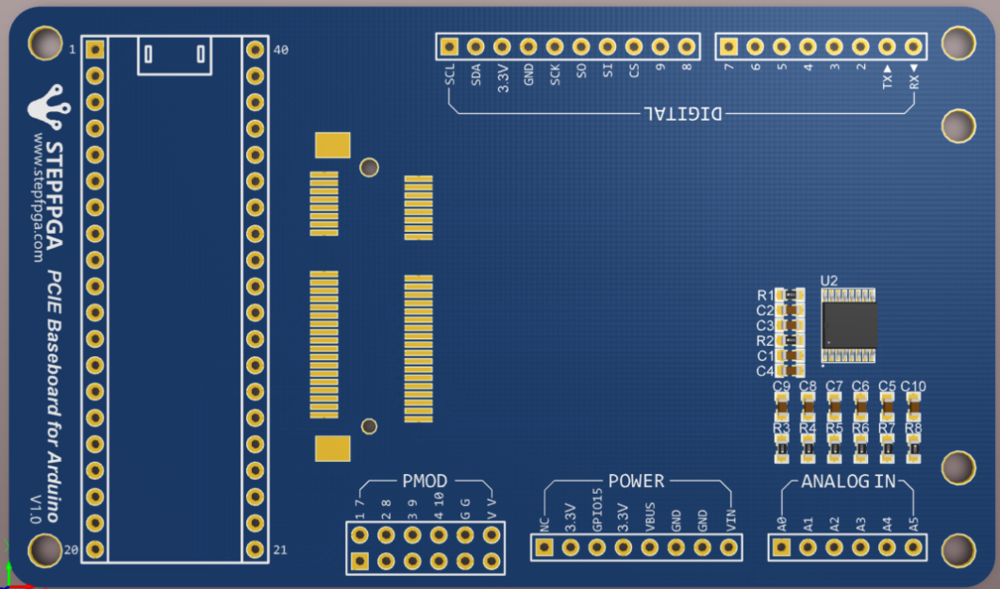 1
40
STEPFPGA
www.stepfpga.com
PCIE Baseboard for Arduino
V1.0
20
21
SCL SDA 3.3V GND SCK SO SI CS 9 8 7 6 5 4 3 2 TX▶ RX◀
DIGITAL
U2
R1
C2
C3
R2
C1
C4
C9 C8 C7 C6 C5 C10
R3 R4 R5 R6 R7 R8
PMOD
1 7
2 8
3 9
4 10
G G
V V
POWER
NC 3.3V GPIO15 3.3V VBUS GND GND VIN
ANALOG IN
A0 A1 A2 A3 A4 A5